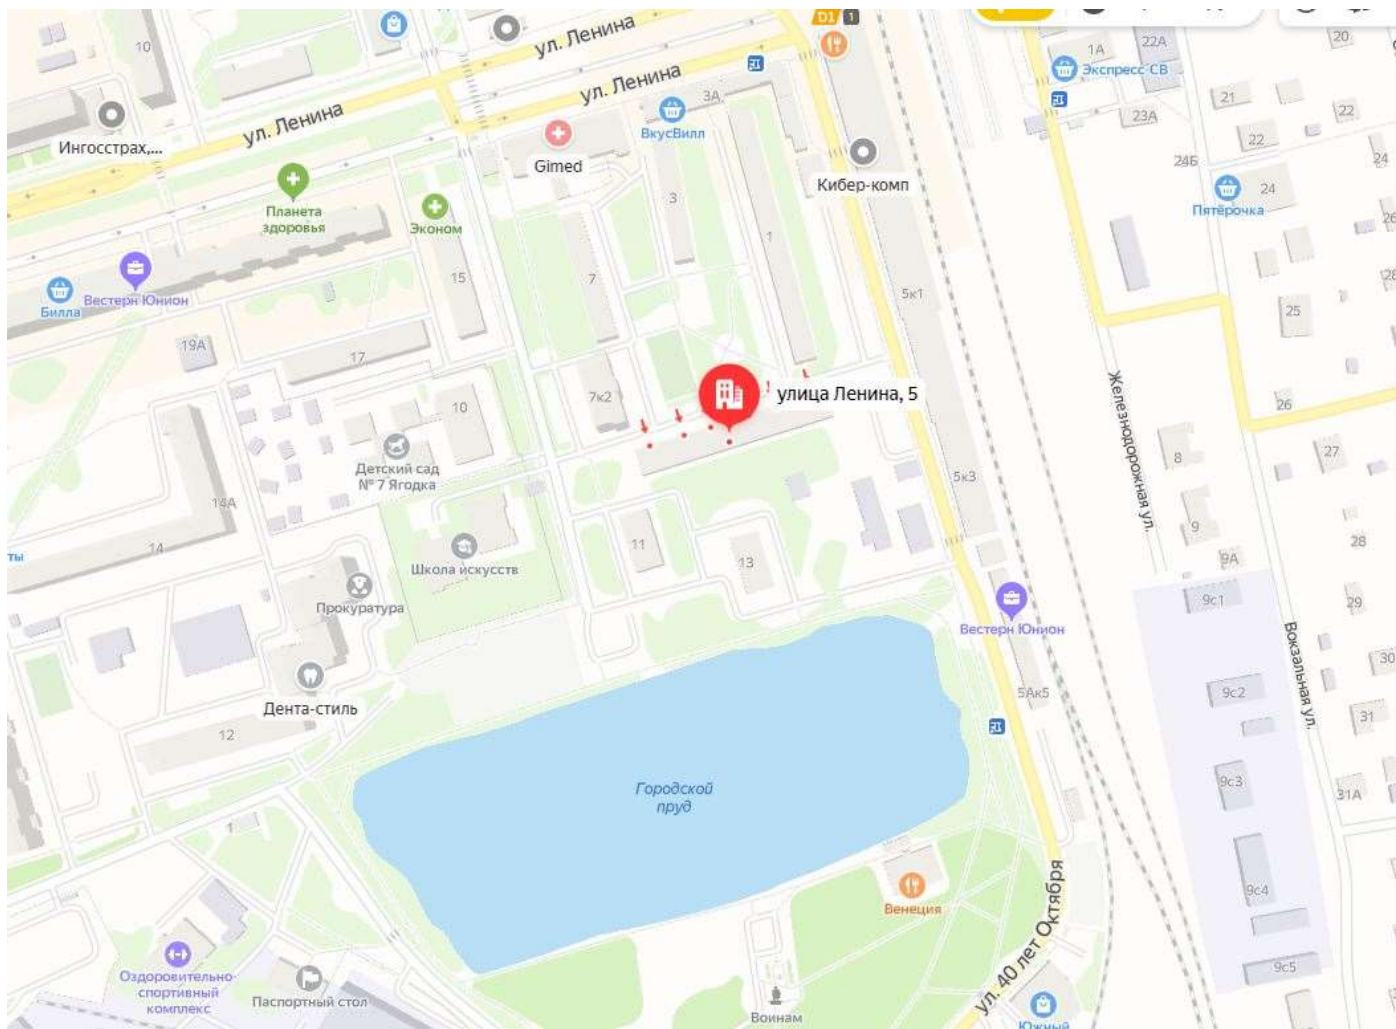 D1
1
ул. Ленина
ул. Ленина
ул. Ленина
10
1А
22А
20
Экспресс СВ
21
22
23А
22
24Б
24
24
Пятёрочка
26
28
25
26
27
28
29
30
31
31А
Ингосстрах,...
3А
ВкусВилл
Gimed
Кибер-комп
Планета
здоровья
Эконом
3
1
7
15
5к1
Вестерн Юнион
Билла
19А
17
7к2
10
улица Ленина, 5
Детский сад
№ 7 Ягодка
14А
14
ты
5к3
8
Железнодорожная ул.
9
9А
11
13
Школа искусств
Прокуратура
Вестерн Юнион
9с1
Вокзальная ул.
5Ак5
9с2
Дента-стиль
12
9с3
Городской
пруд
1
9с4
Венеция
ул. 40 лет Октября
9с5
Оздоровительно-
спортивный
комплекс
Паспортный стол
Воинам
Южный